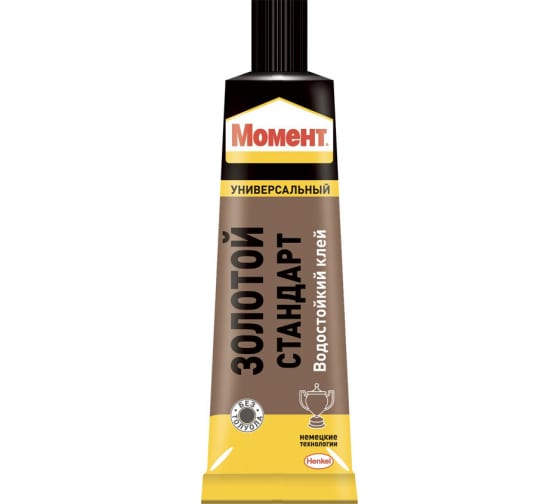 Момент®
УНИВЕРСАЛЬНЫЙ
ЗОЛОТОЙ
СТАНДАРТ
Водостойкий клей
БЕЗ
ТОЛУОЛА
немецкие
технологии
Henkel